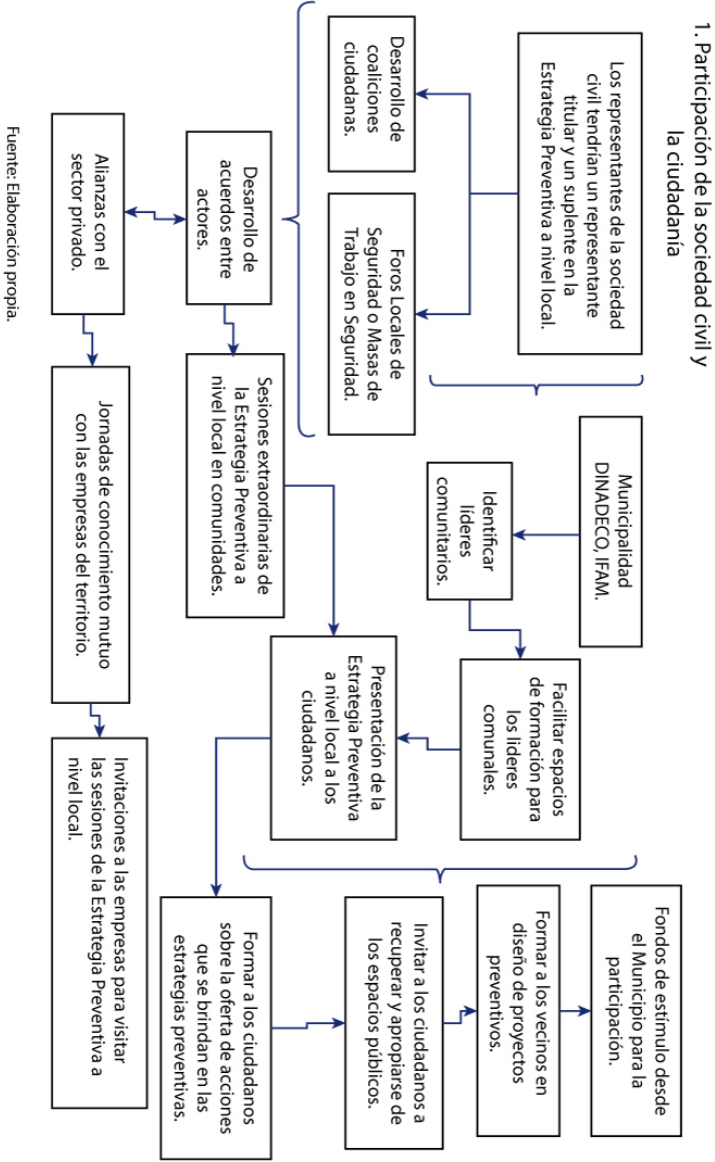 1. Participación de la sociedad civil y
la ciudadanía
Los representantes de la sociedad
civil tendrían un representante
titular y un suplente en la
Estrategia Preventiva a nivel local.
Desarrollo de
coaliciones
ciudadanas.
Foros Locales de
Seguridad o Masas de
Trabajo en Seguridad.
Desarrollo de
acuerdos entre
actores.
Alianzas con el
sector privado.
Sesiones extraordinarias de
la Estrategia Preventiva a
nivel local en comunidades.
Jornadas de conocimiento mutuo
con las empresas del territorio.
Municipalidad
DINADECO, IFAM.
Identificar
líderes
comunitarios.
Facilitar espacios
de formación para
los lideres
comunales.
Presentación de la
Estrategia Preventiva
a nivel local a los
ciudadanos.
Invitaciones a las empresas para visitar
las sesiones de la Estrategia Preventiva a
nivel local.
Fondos de estímulo desde
el Municipio para la
participación.
Formar a los vecinos en
diseño de proyectos
preventivos.
Invitar a los ciudadanos a
recuperar y apropiarse de
los espacios públicos.
Formar a los ciudadanos
sobre la oferta de acciones
que se brindan en las
estrategias preventivas.
Fuente: Elaboración propia.